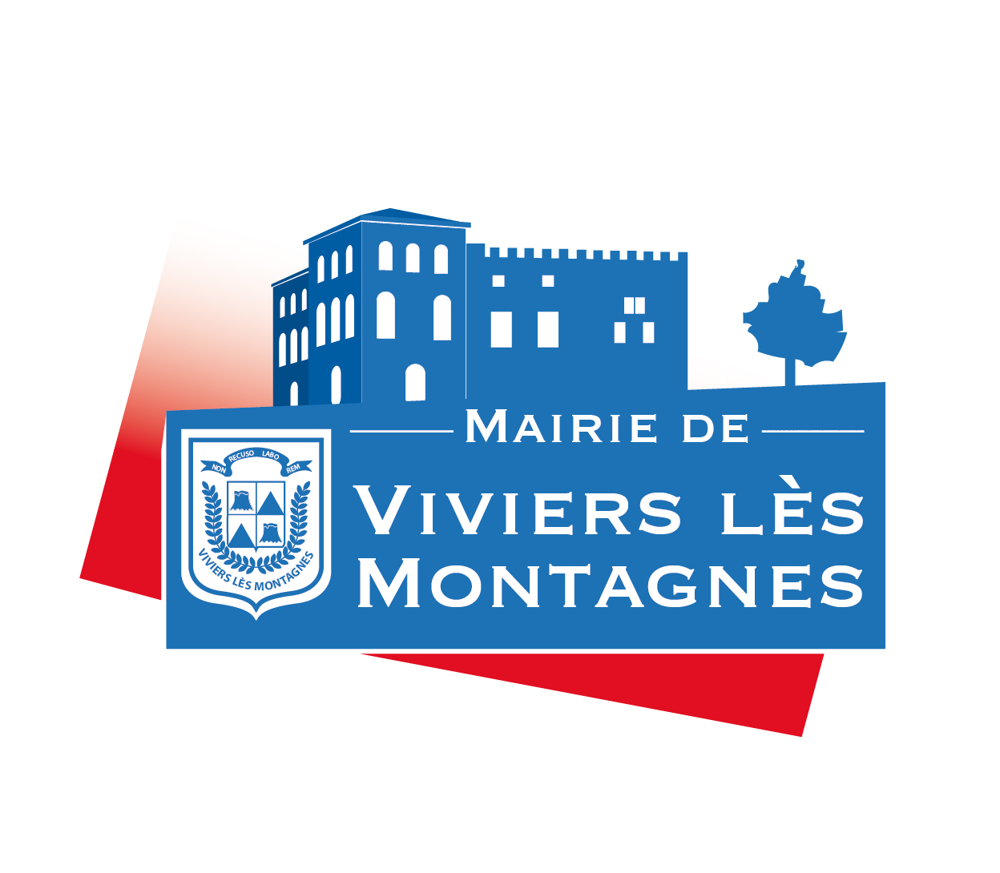 MAIRIE DE
VIVIERS LÈS
MONTAGNES
NON RECUSO LABO REM
VIVIERS LÈS MONTAGNES